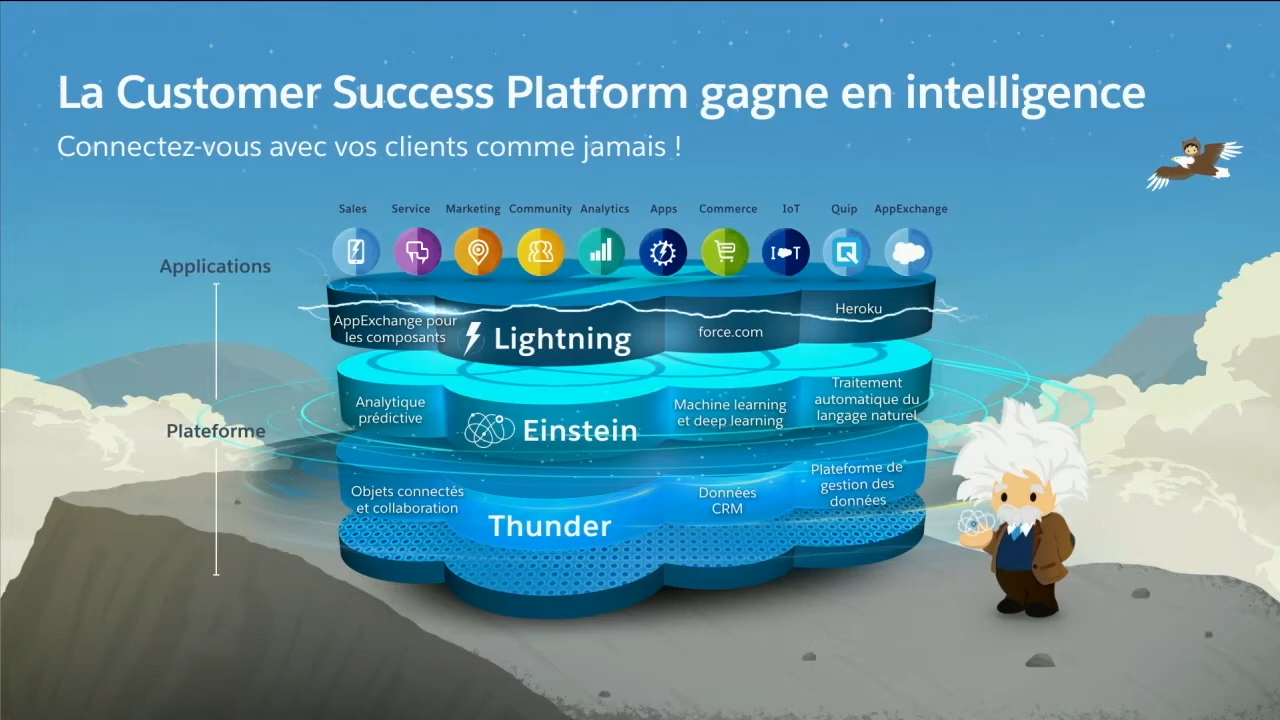 La Customer Success Platform gagne en intelligence
Connectez-vous avec vos clients comme jamais !
Sales Service Marketing Community Analytics Apps Commerce IoT Quip AppExchange
Applications
IoT
Q
AppExchange pour
les composants
Lightning
force.com
Heroku
Plateforme
Analytique
prédictive
Einstein
Machine learning
et deep learning
Traitement
automatique du
langage naturel
Objets connectés
et collaboration
Thunder
Données
CRM
Plateforme de
gestion des
données